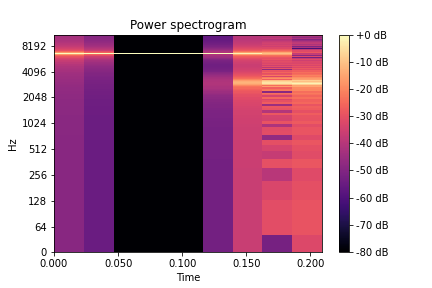 Power spectrogram
8192
4096
2048
1024
512
256
128
64
0
Hz
0.000 0.050 0.100 0.150 0.200
Time
+0 dB
-10 dB
-20 dB
-30 dB
-40 dB
-50 dB
-60 dB
-70 dB
-80 dB